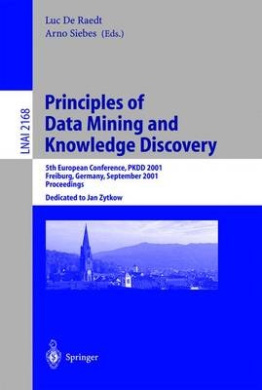 Luc De Raedt
Arno Siebes (Eds.)
LNAI 2168
Principles of
Data Mining and
Knowledge Discovery
5th European Conference, PKDD 2001
Freiburg, Germany, September 2001
Proceedings
Dedicated to Jan Zytkow
Springer